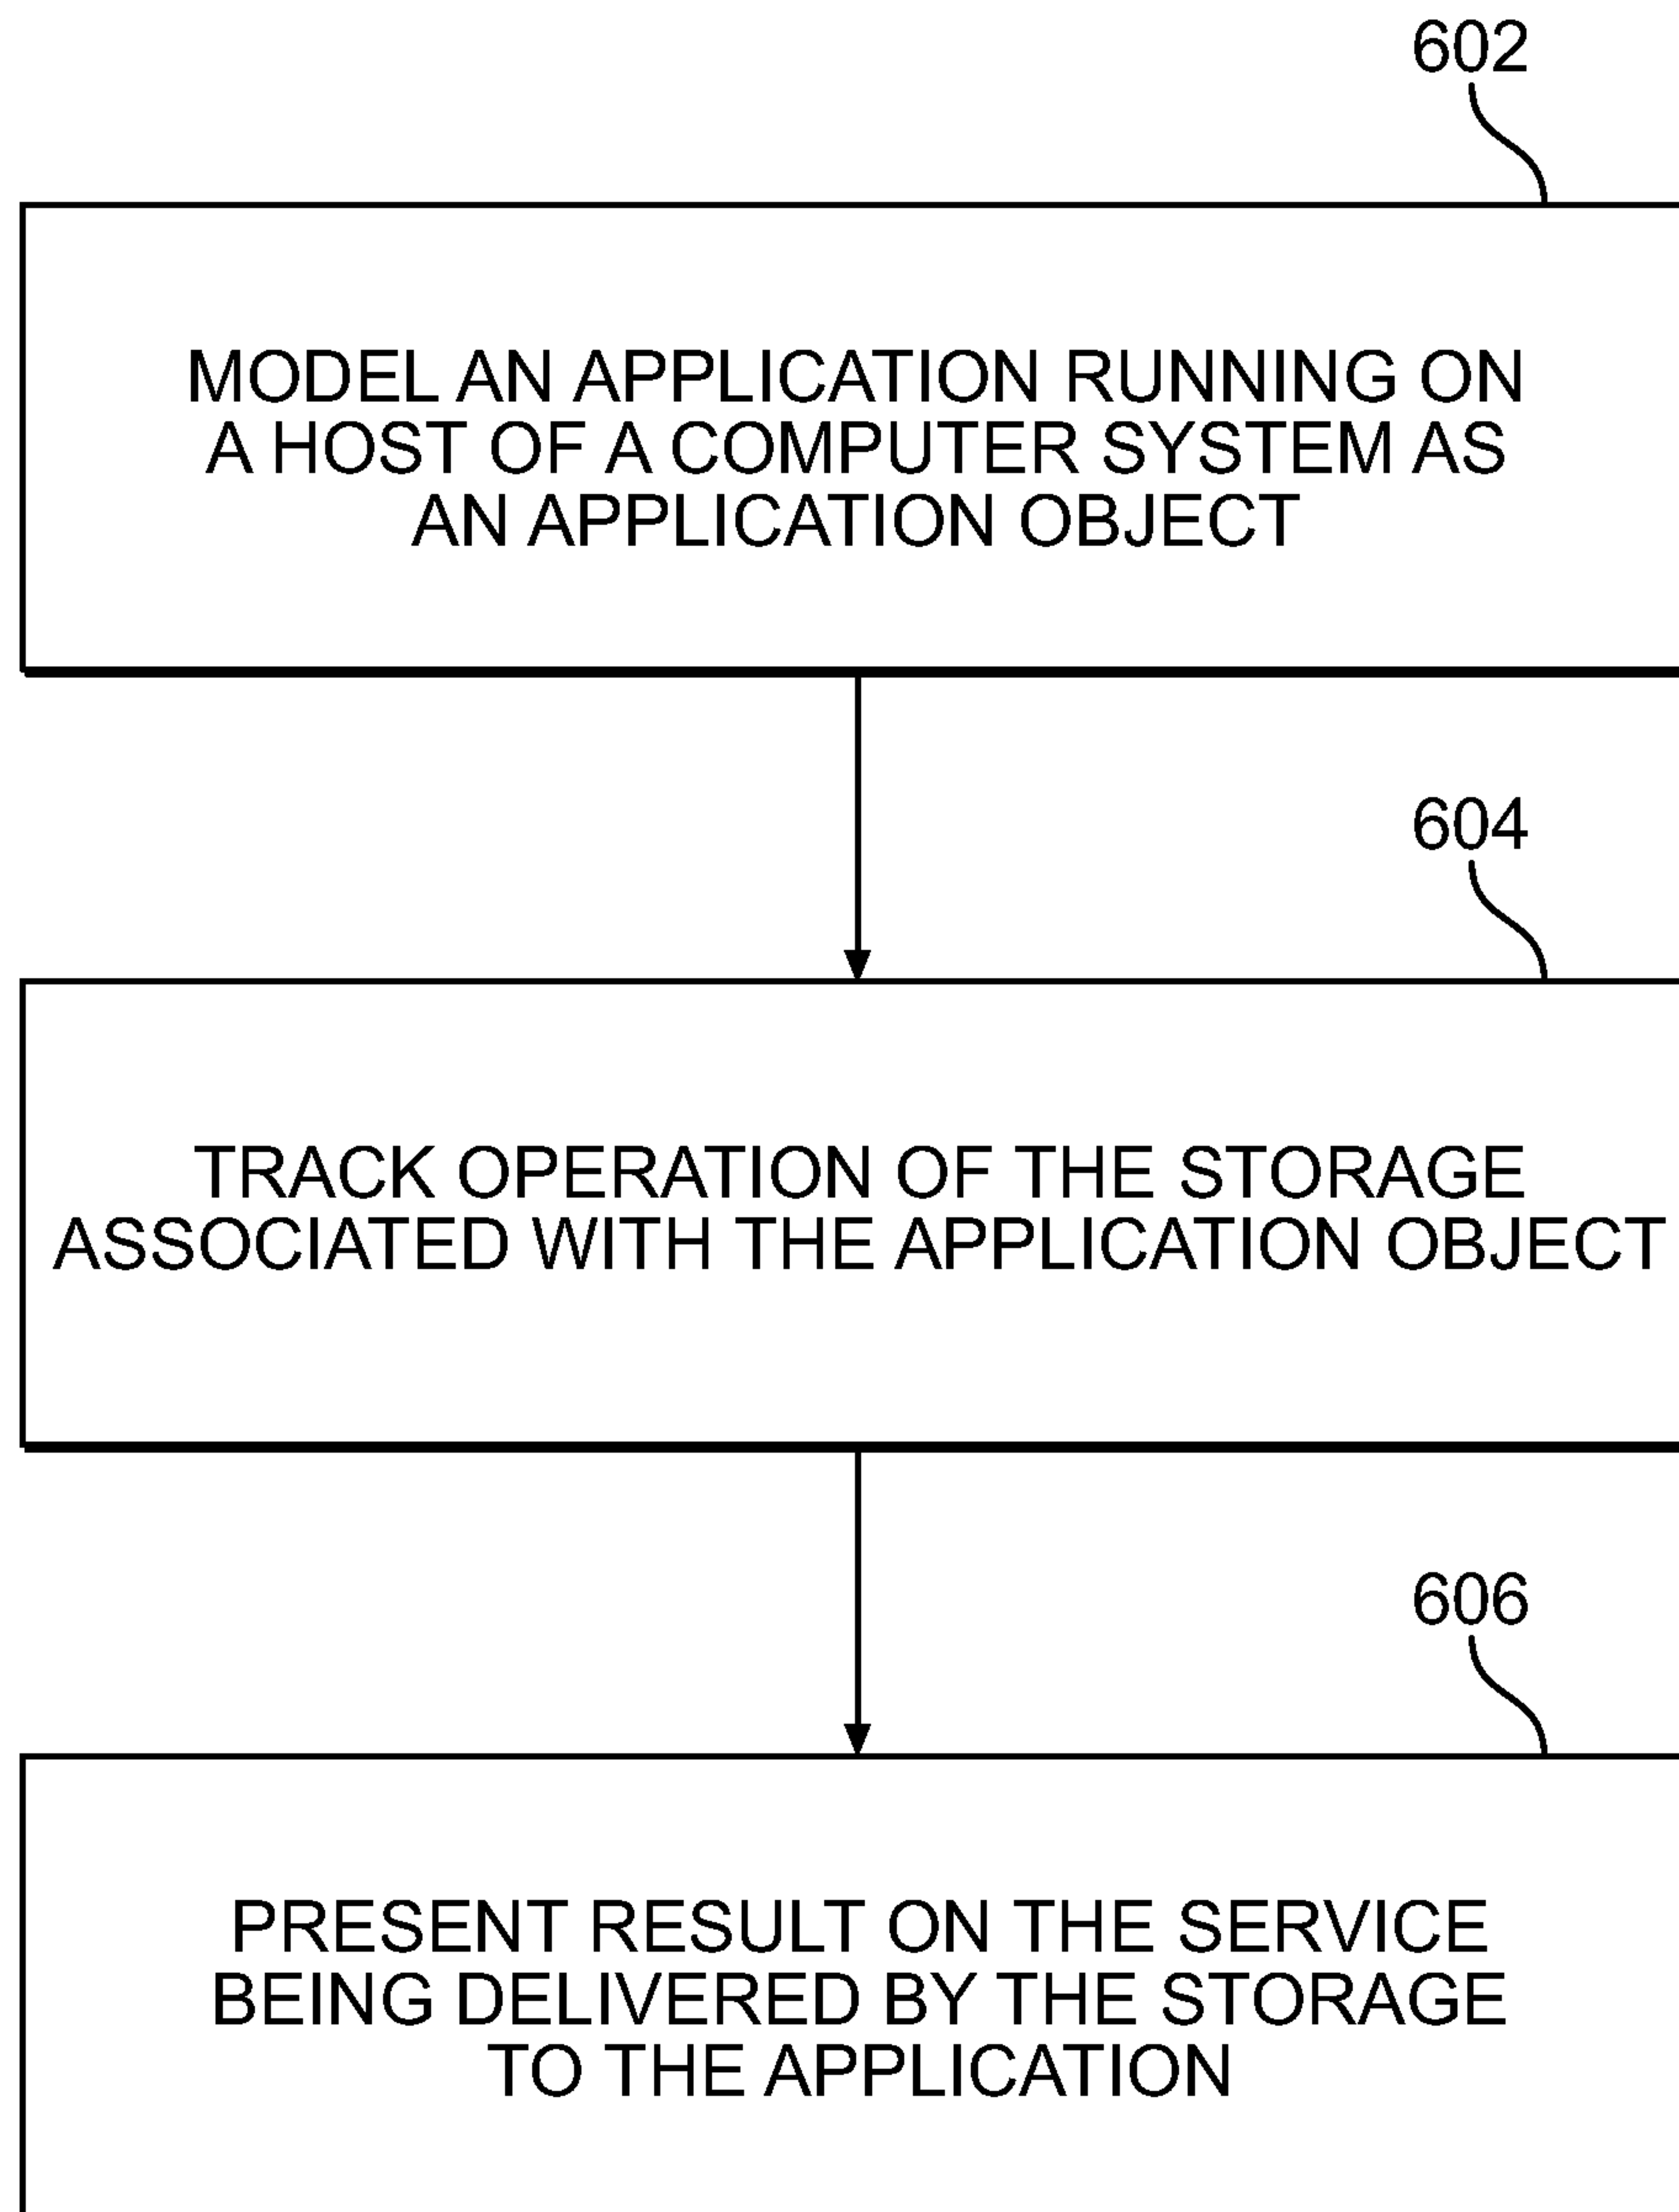 602
MODEL AN APPLICATION RUNNING ON
A HOST OF A COMPUTER SYSTEM AS
AN APPLICATION OBJECT
604
TRACK OPERATION OF THE STORAGE
ASSOCIATED WITH THE APPLICATION OBJECT
606
PRESENT RESULT ON THE SERVICE
BEING DELIVERED BY THE STORAGE
TO THE APPLICATION